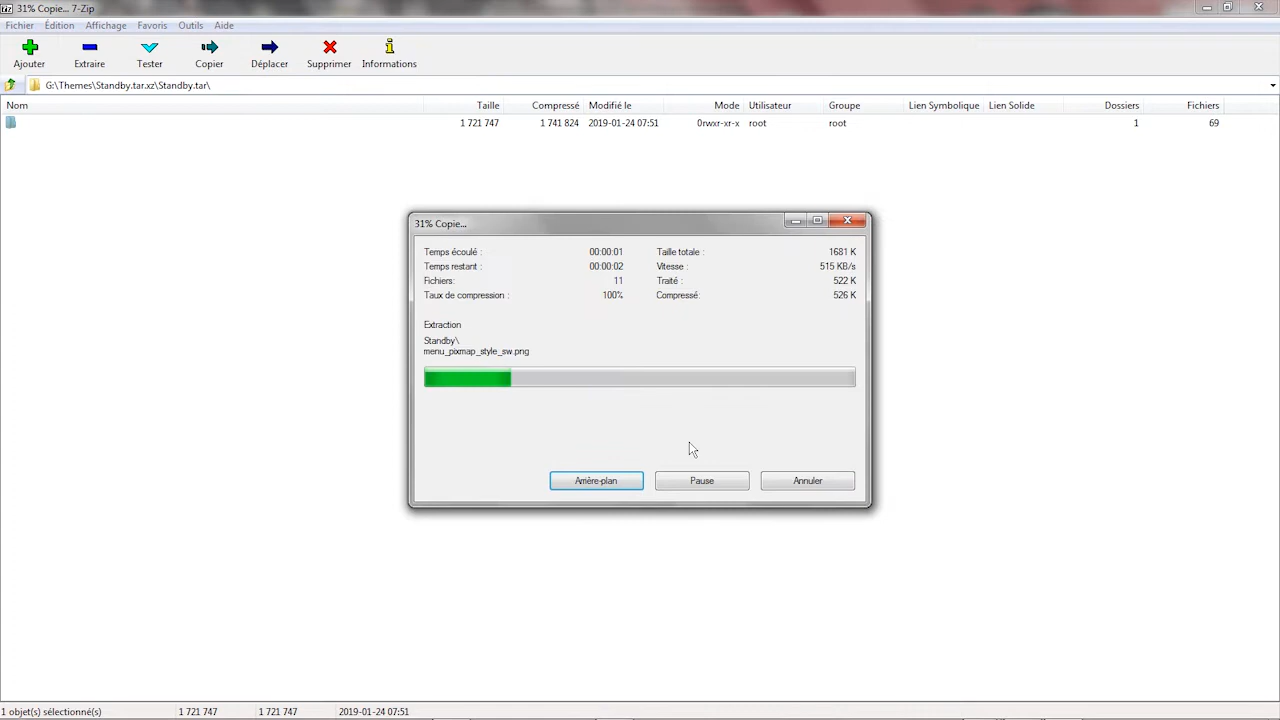 31% Copie... 7-Zip
Fichier Édition Affichage Favoris Outils Aide
Ajouter Extraire Tester Copier Déplacer Supprimer Informations
G:\Themes\Standby.tar.xz\Standby.tar\
Nom Taille Compressé Modifié le Mode Utilisateur Groupe Lien Symbolique Lien Solide Dossiers Fichiers
1 721 747 1 741 824 2019-01-24 07:51 0rwxr-xr-x root root 1 69
31% Copie...
Temps écoulé : 00:00:01 Taille totale : 1681 K
Temps restant : 00:00:02 Vitesse : 515 KB/s
Fichiers: 11 Traité : 522 K
Taux de compression : 100% Compressé: 526 K
Extraction
Standby\
menu_pixmap_style_sw.png
Arrière-plan Pause Annuler
1 objet(s) sélectionné(s) 1 721 747 1 721 747 2019-01-24 07:51